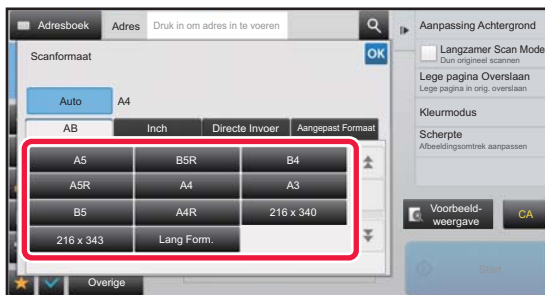 Adresboek Adres Druk in om adres in te voeren
Scanformaat OK
Auto A4
AB Inch Directe Invoer Aangepast Formaat
A5 B5R B4
A5R A4 A3
B5 A4R 216 x 340
216 x 343 Lang Form.
Overige
Aanpassing Achtergrond
Langzamer Scan Mode
Dun origineel scannen
Lege pagina Overslaan
Lege pagina in orig. overslaan
Kleurmodus
Scherpte
Afbeeldingsomtrek aanpassen
Voorbeeld-
weergave CA
Start